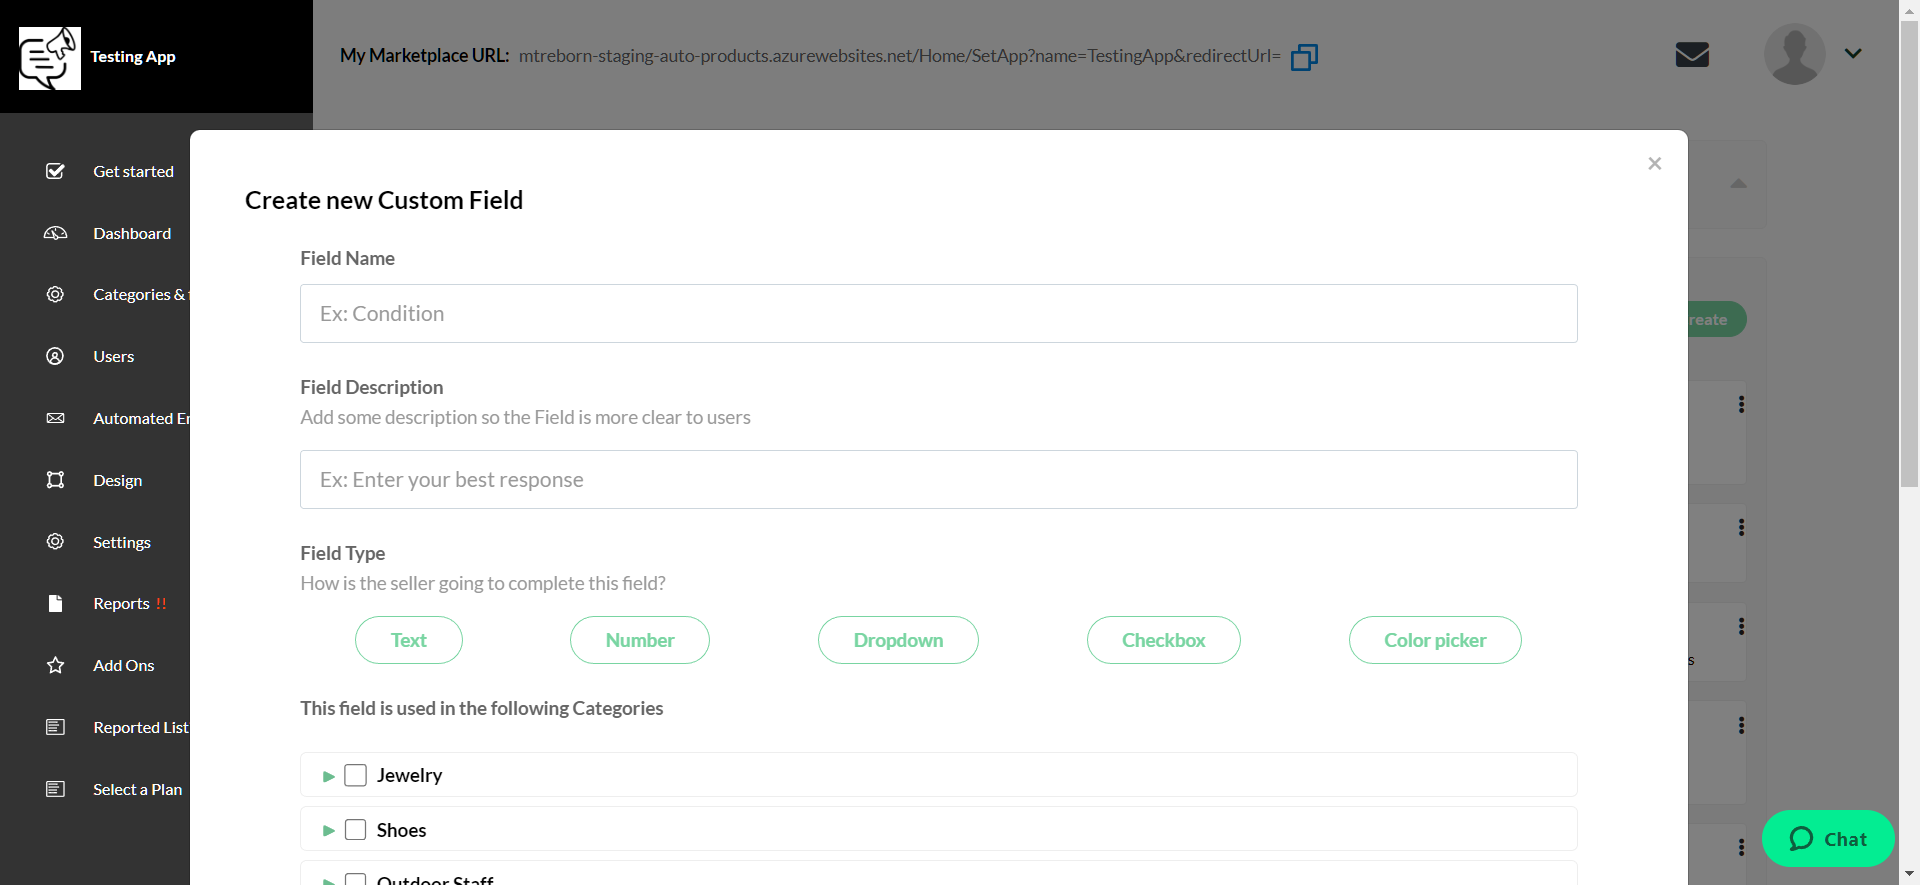 Testing App
My Marketplace URL: mtreborn-staging-auto-products.azurewebsites.net/Home/SetApp?name=TestingApp&redirectUrl=
Get started
Dashboard
Categories &
Users
Automated
Design
Settings
Reports !!
Add Ons
Reported List
Select a Plan
×
Create new Custom Field
Field Name
Ex: Condition
Field Description
Add some description so the Field is more clear to users
Ex: Enter your best response
Field Type
How is the seller going to complete this field?
Text Number Dropdown Checkbox Color picker
This field is used in the following Categories
Jewelry
Shoes
Outdoor Staff
reate
s
Chat